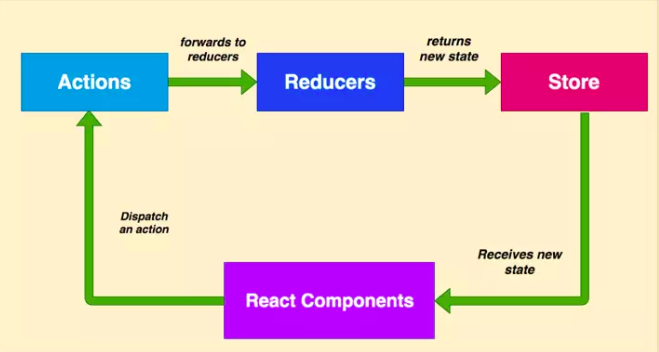 forwards to
reducers
returns
new state
Actions
Reducers
Store
Dispatch
an action
Receives new
state
React Components